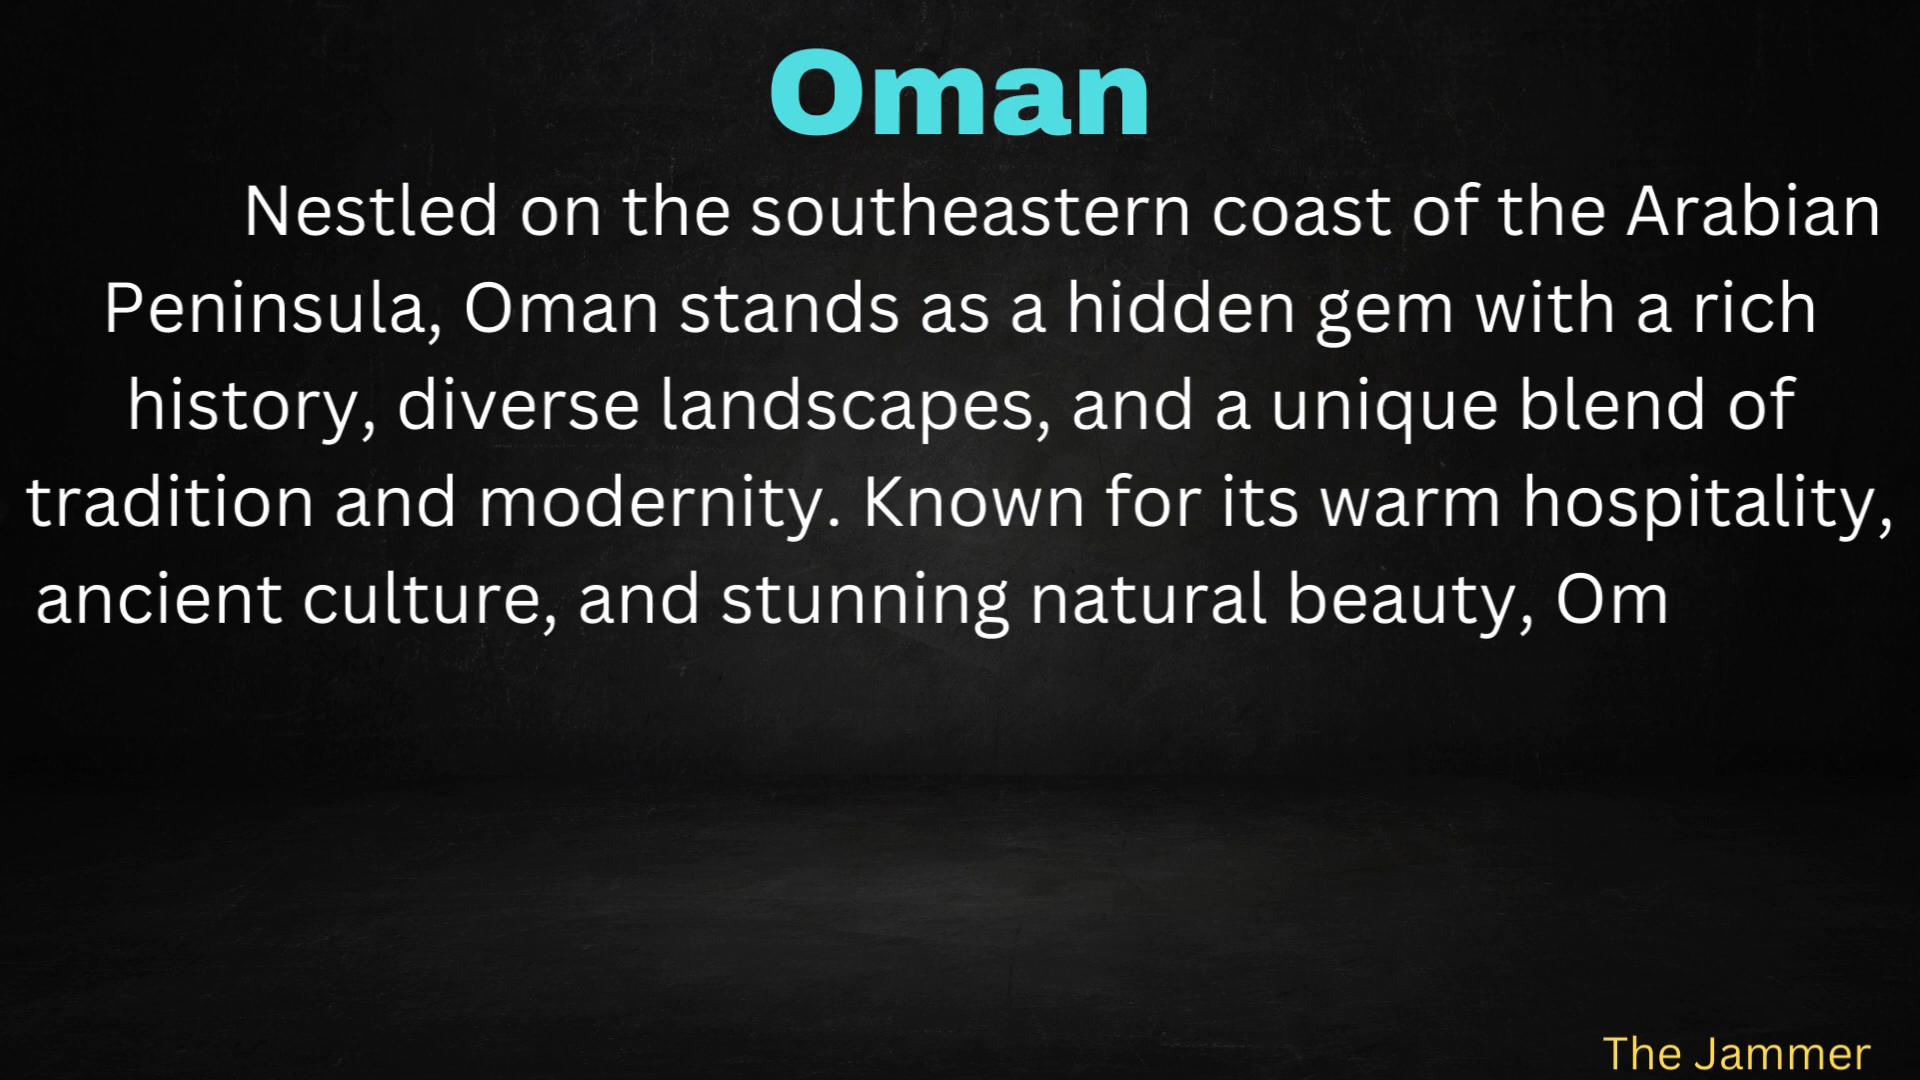 Oman
Nestled on the southeastern coast of the Arabian
Peninsula, Oman stands as a hidden gem with a rich
history, diverse landscapes, and a unique blend of
tradition and modernity. Known for its warm hospitality,
ancient culture, and stunning natural beauty, Om
The Jammer